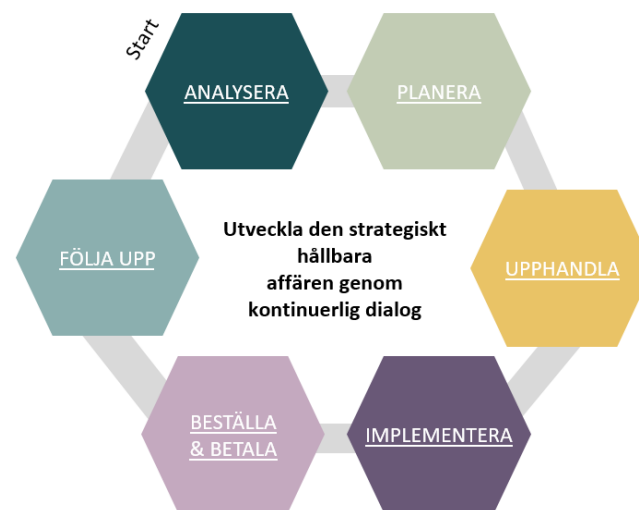 Start
ANALYSERA
PLANERA
UPPHANDLA
IMPLEMENTERA
BESTÄLLA
& BETALA
FÖLJA UPP
Utveckla den strategiskt
hållbara
affären genom
kontinuerlig dialog